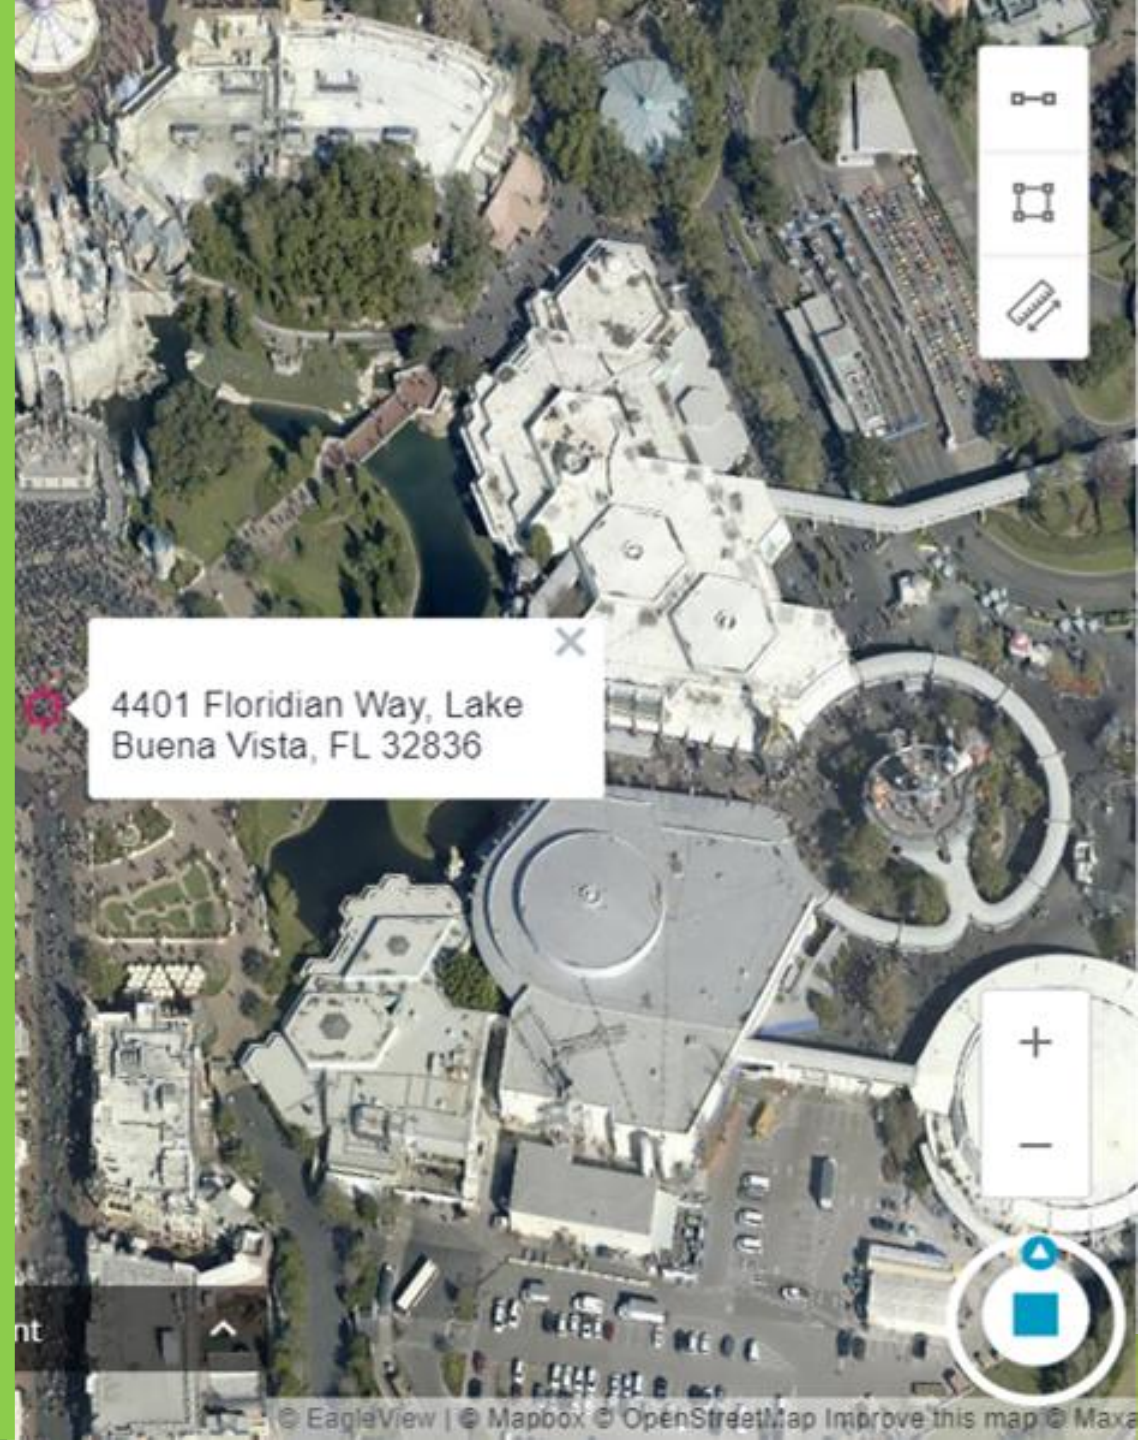 4401 Floridian Way, Lake
Buena Vista, FL 32836
nt
© EagleView | © Mapbox © OpenStreetMap Improve this map © Maxa